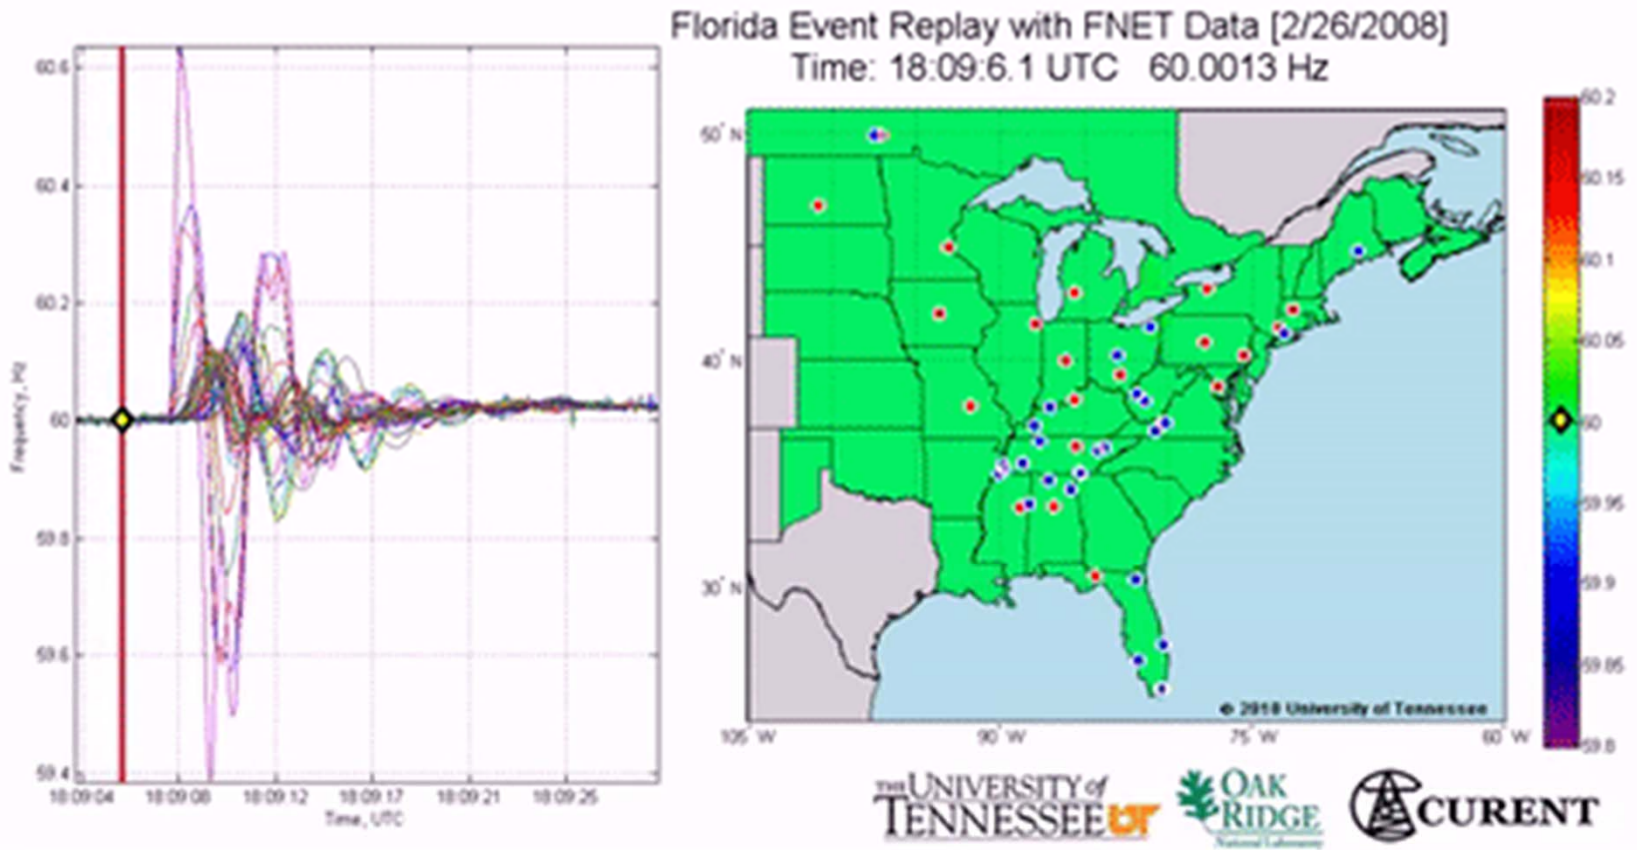 Florida Event Replay with FNET Data [2/26/2008]
Time: 18:09:6.1 UTC 60.0013 Hz
60.6
60.4
60.2
60
59.8
59.6
59.4
Frequency, Hz
18:09:04 18:09:08 18:09:12 18:09:17 18:09:21 18:09:25
Time, UTC
50° N
40° N
30° N
105° W 90° W 75° W 60° W
© 2010 University of Tennessee
60.2
60.15
60.1
60.05
60
59.95
59.9
59.85
59.8
THE UNIVERSITY of
TENNESSEE UT
OAK
RIDGE
National Laboratory
CURENT